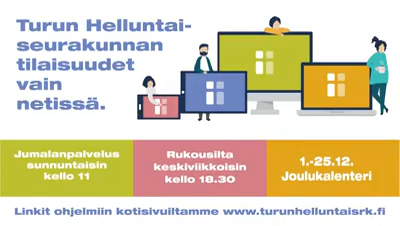 Turun Helluntai-
seurakunnan
tilaisuudet
vain
netissä.
Jumalanpalvelus
sunnuntaisin
kello 11
Rukousilta
keskiviikkoisin
kello 18.30
1.-25.12.
Joulukalenteri
Linkit ohjelmiin kotisivuiltamme www.turunhelluntaisrk.fi